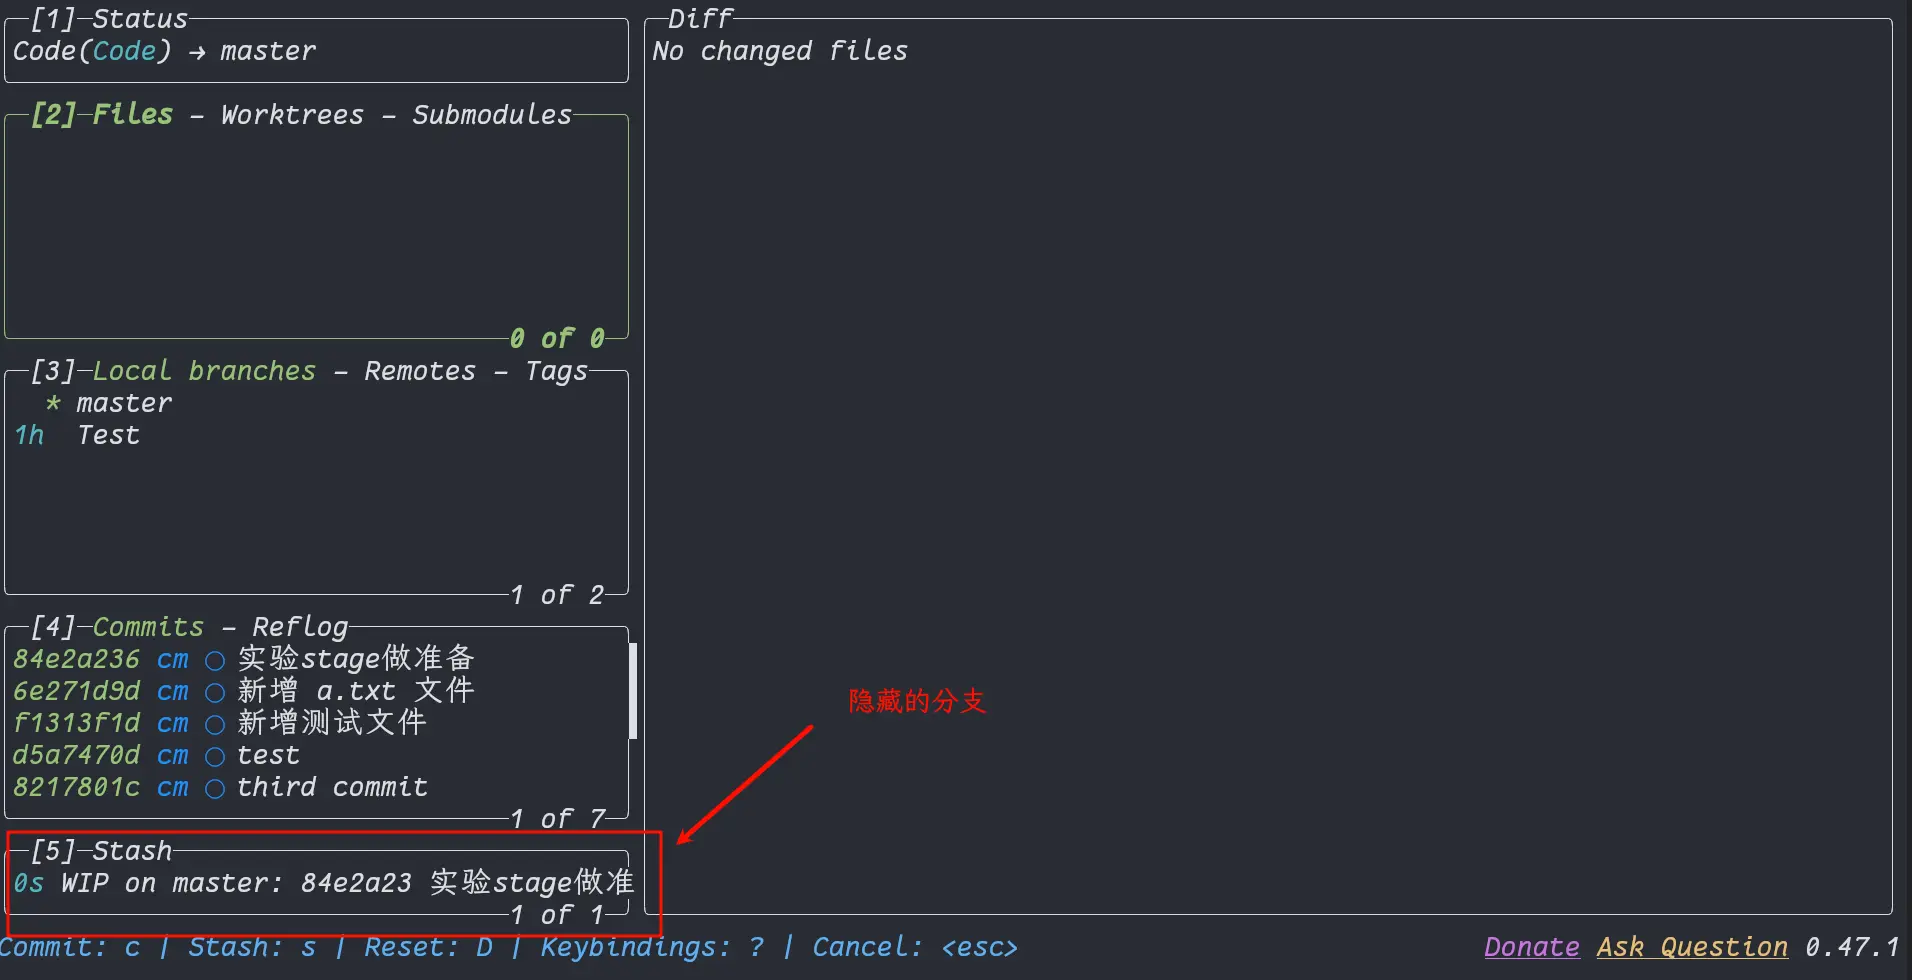 [1] Status
Code(Code) → master
[2] Files – Worktrees – Submodules
0 of 0
[3] Local branches – Remotes – Tags
* master
1h Test
1 of 2
[4] Commits – Reflog
84e2a236 cm ○ 实验stage做准备
6e271d9d cm ○ 新增 a.txt 文件
f1313f1d cm ○ 新增测试文件
d5a7470d cm ○ test
8217801c cm ○ third commit
1 of 7
[5] Stash
0s WIP on master: 84e2a23 实验stage做准
1 of 1
Diff
No changed files
隐藏的分支
Commit: c | Stash: s | Reset: D | Keybindings: ? | Cancel: <esc>
Donate Ask Question 0.47.1